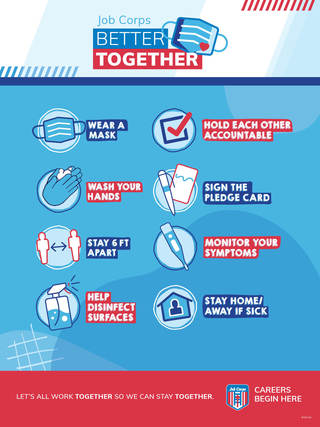 Job Corps
BETTER
TOGETHER
WEAR A
MASK
HOLD EACH OTHER
ACCOUNTABLE
WASH YOUR
HANDS
SIGN THE
PLEDGE CARD
STAY 6 FT
APART
MONITOR YOUR
SYMPTOMS
HELP
DISINFECT
SURFACES
STAY HOME/
AWAY IF SICK
LET'S ALL WORK TOGETHER SO WE CAN STAY TOGETHER.
Job Corps
CAREERS
BEGIN HERE